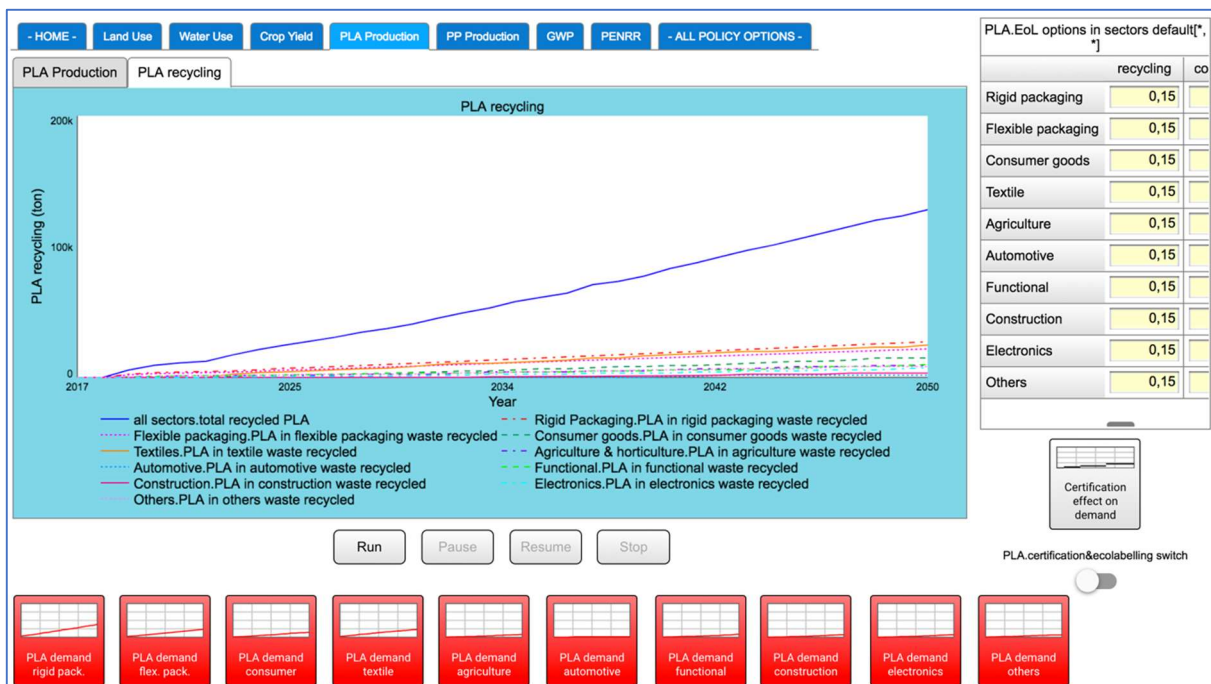 - HOME -
Land Use
Water Use
Crop Yield
PLA Production
PP Production
GWP
PENRR
- ALL POLICY OPTIONS -
PLA Production
PLA recycling
PLA recycling
PLA recycling (ton)
200k
100k
0
2017
2025
2034
2042
2050
Year
all sectors.total recycled PLA
Rigid Packaging.PLA in rigid packaging waste recycled
Flexible packaging.PLA in flexible packaging waste recycled
Consumer goods.PLA in consumer goods waste recycled
Textiles.PLA in textile waste recycled
Agriculture & horticulture.PLA in agriculture waste recycled
Automotive.PLA in automotive waste recycled
Functional.PLA in functional waste recycled
Construction.PLA in construction waste recycled
Electronics.PLA in electronics waste recycled
Others.PLA in others waste recycled
Run
Pause
Resume
Stop
PLA.EoL options in sectors default[*,
*]
recycling co
Rigid packaging 0,15
Flexible packaging 0,15
Consumer goods 0,15
Textile 0,15
Agriculture 0,15
Automotive 0,15
Functional 0,15
Construction 0,15
Electronics 0,15
Others 0,15
Certification
effect on
demand
PLA.certification&ecolabelling switch
PLA demand
rigid pack.
PLA demand
flex. pack.
PLA demand
consumer
PLA demand
textile
PLA demand
agriculture
PLA demand
automotive
PLA demand
functional
PLA demand
construction
PLA demand
electronics
PLA demand
others